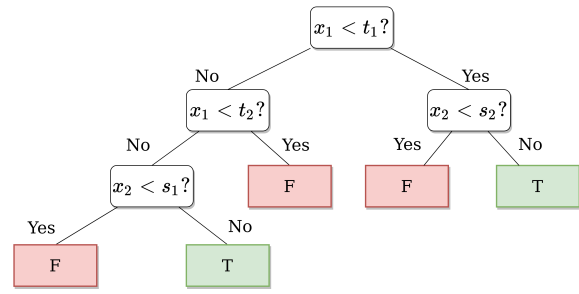 x₁ < t₁?
No
Yes
x₁ < t₂?
x₂ < s₂?
No
Yes
Yes
No
x₂ < s₁?
F
F
T
Yes
No
F
T